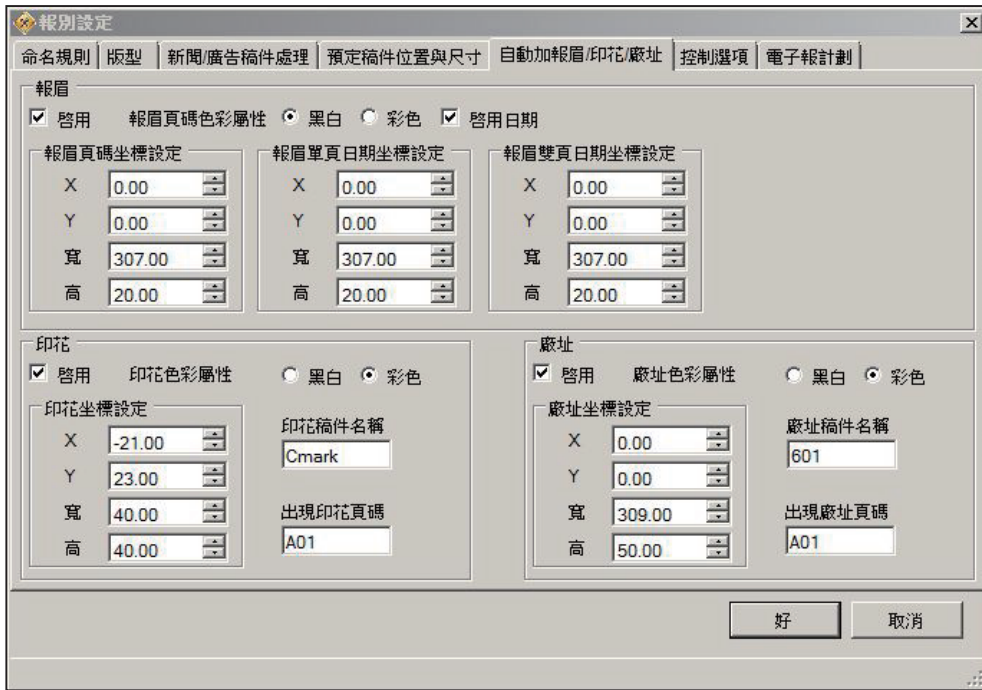 報別設定
命名規則 版型 新聞/廣告稿件處理 預定稿件位置與尺寸 自動加報眉/印花/廠址 控制選項 電子報計劃
報眉
啓用 報眉頁碼色彩屬性 黑白 彩色 啓用日期
報眉頁碼坐標設定 報眉單頁日期坐標設定 報眉雙頁日期坐標設定
X 0.00 X 0.00 X 0.00
Y 0.00 Y 0.00 Y 0.00
寬 307.00 寬 307.00 寬 307.00
高 20.00 高 20.00 高 20.00
印花
啓用 印花色彩屬性 黑白 彩色
印花坐標設定
X -21.00
Y 23.00
寬 40.00
高 40.00
印花稿件名稱
Cmark
出現印花頁碼
A01
廠址
啓用 廠址色彩屬性 黑白 彩色
廠址坐標設定
X 0.00
Y 0.00
寬 309.00
高 50.00
廠址稿件名稱
601
出現廠址頁碼
A01
好 取消